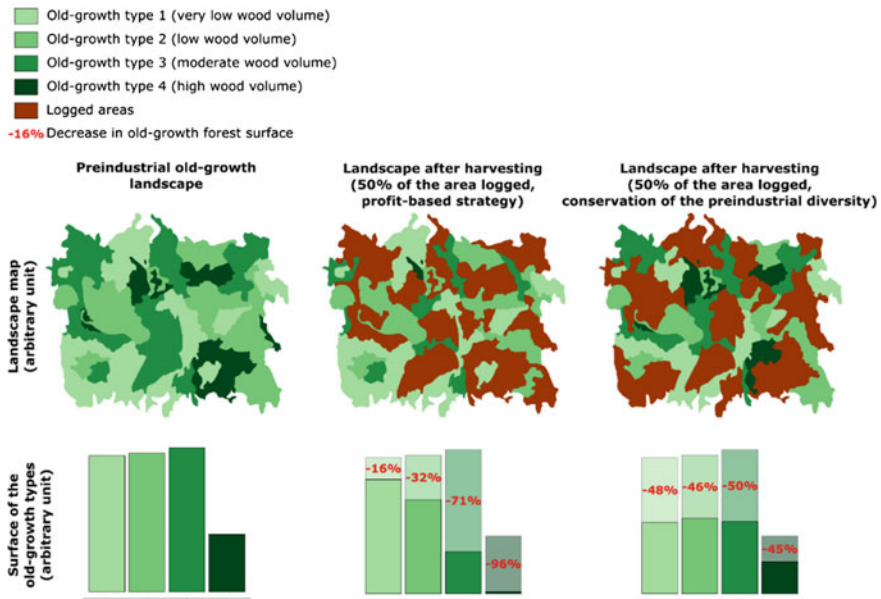 Old-growth type 1 (very low wood volume)
Old-growth type 2 (low wood volume)
Old-growth type 3 (moderate wood volume)
Old-growth type 4 (high wood volume)
Logged areas
-16% Decrease in old-growth forest surface
Preindustrial old-growth
landscape
Landscape after harvesting
(50% of the area logged,
profit-based strategy)
Landscape after harvesting
(50% of the area logged,
conservation of the preindustrial diversity)
Landscape map
(arbitrary unit)
Surface of the
old-growth types
(arbitrary unit)
-16%
-32%
-71%
-96%
-48%
-46%
-50%
-45%